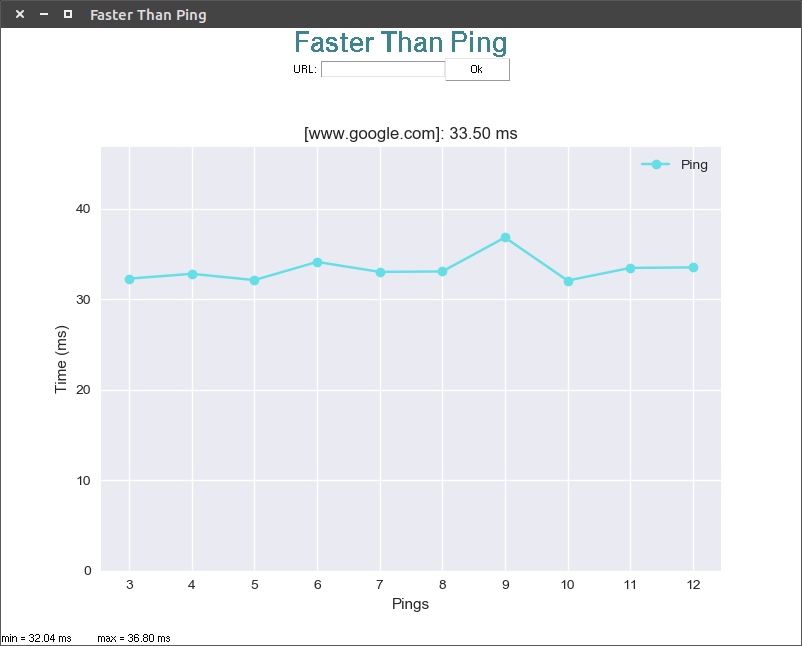 Faster Than Ping
Faster Than Ping
URL:
Ok
[www.google.com]: 33.50 ms
Ping
40
30
20
10
0
Time (ms)
3 4 5 6 7 8 9 10 11 12
Pings
min = 32.04 ms max = 36.80 ms